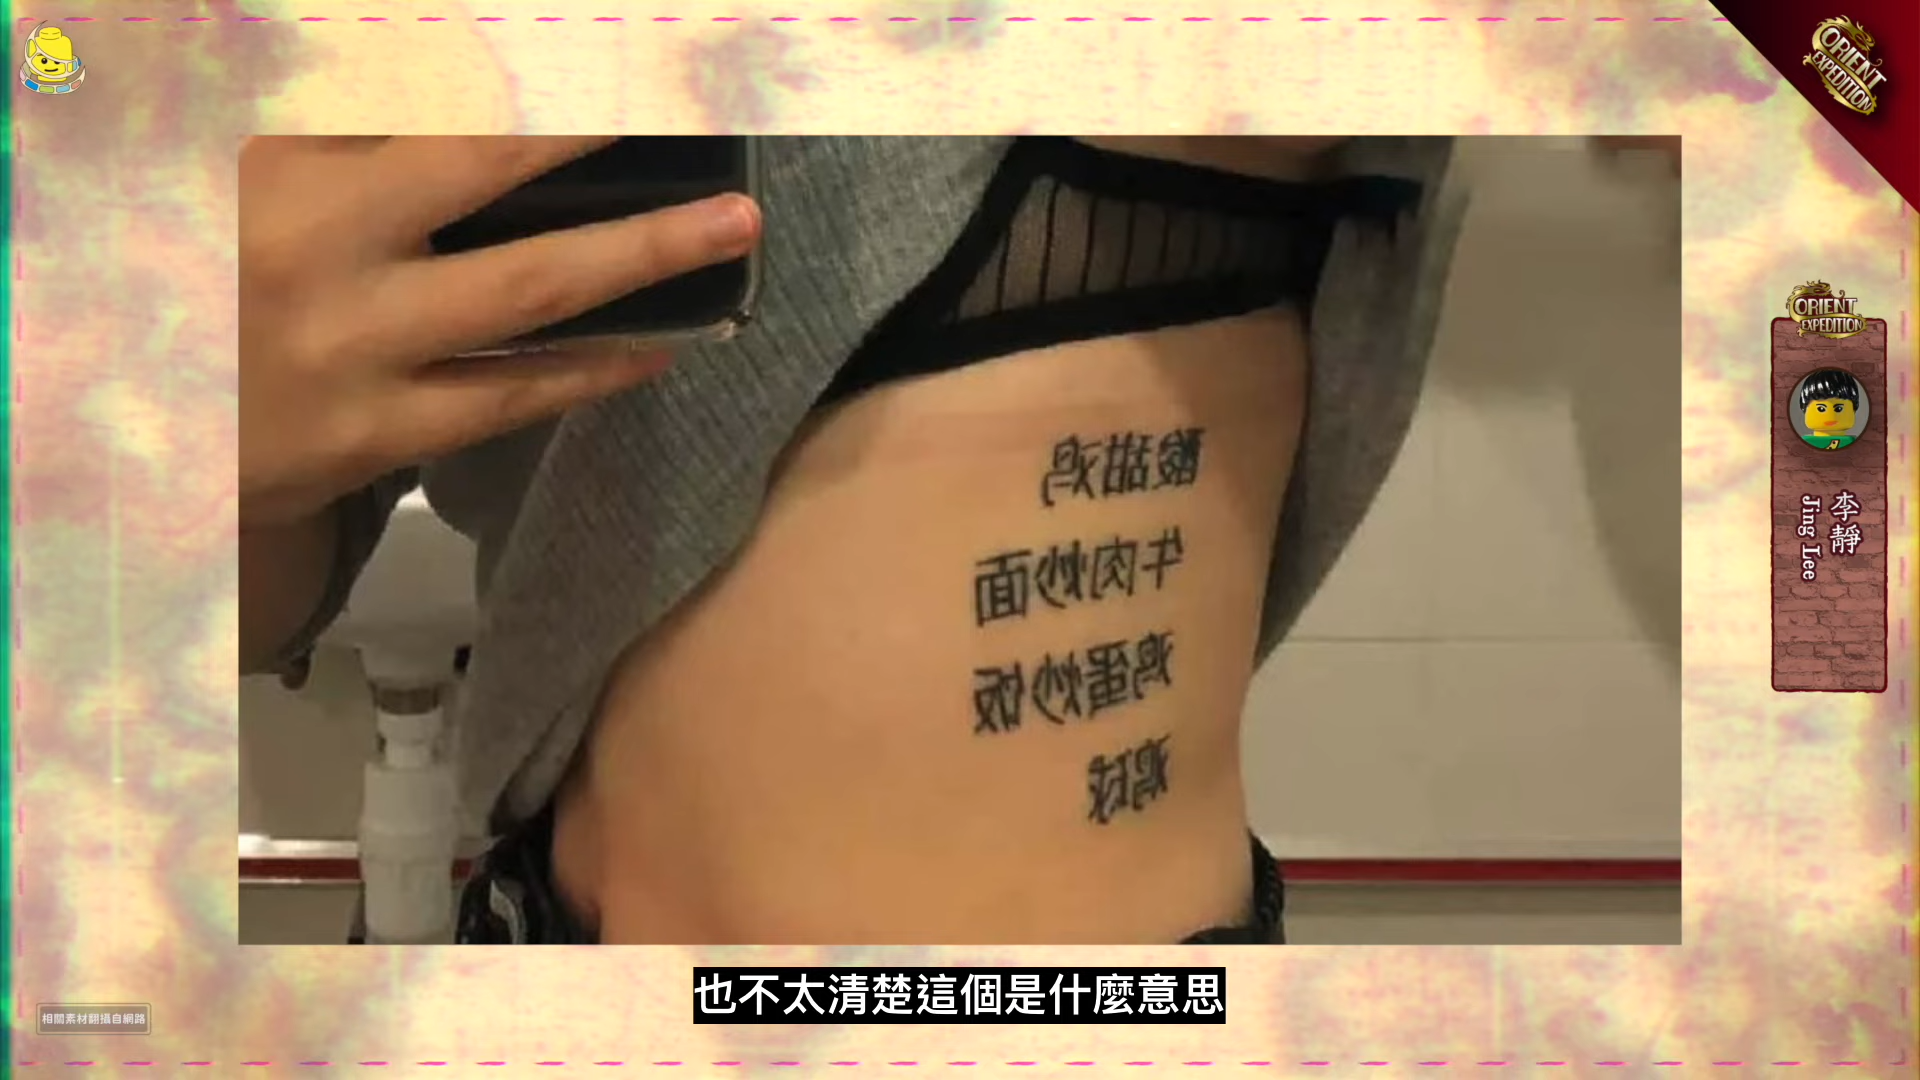 ORIENT
EXPEDITION
酸甜鸡
牛肉炒面
鸡蛋炒饭
鸡球
ORIENT
EXPEDITION
李靜
Jing Lee
也不太清楚這個是什麼意思
相關素材翻攝自網路